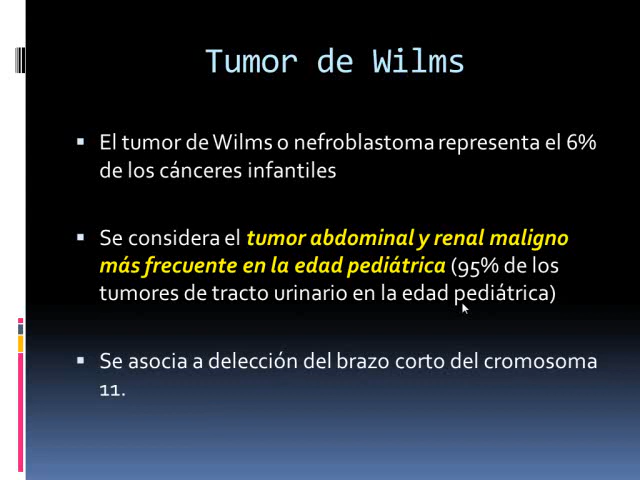 Tumor de Wilms
El tumor de Wilms o nefroblastoma representa el 6%
de los cánceres infantiles
Se considera el tumor abdominal y renal maligno
más frecuente en la edad pediátrica (95% de los
tumores de tracto urinario en la edad pediátrica)
Se asocia a delección del brazo corto del cromosoma
11.